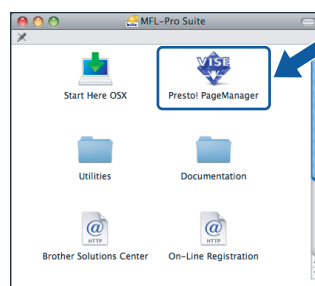 MFL-Pro Suite
VISE
Start Here OSX
Presto! PageManager
Utilities
Documentation
@
HTTP
@
HTTP
Brother Solutions Center
On-Line Registration